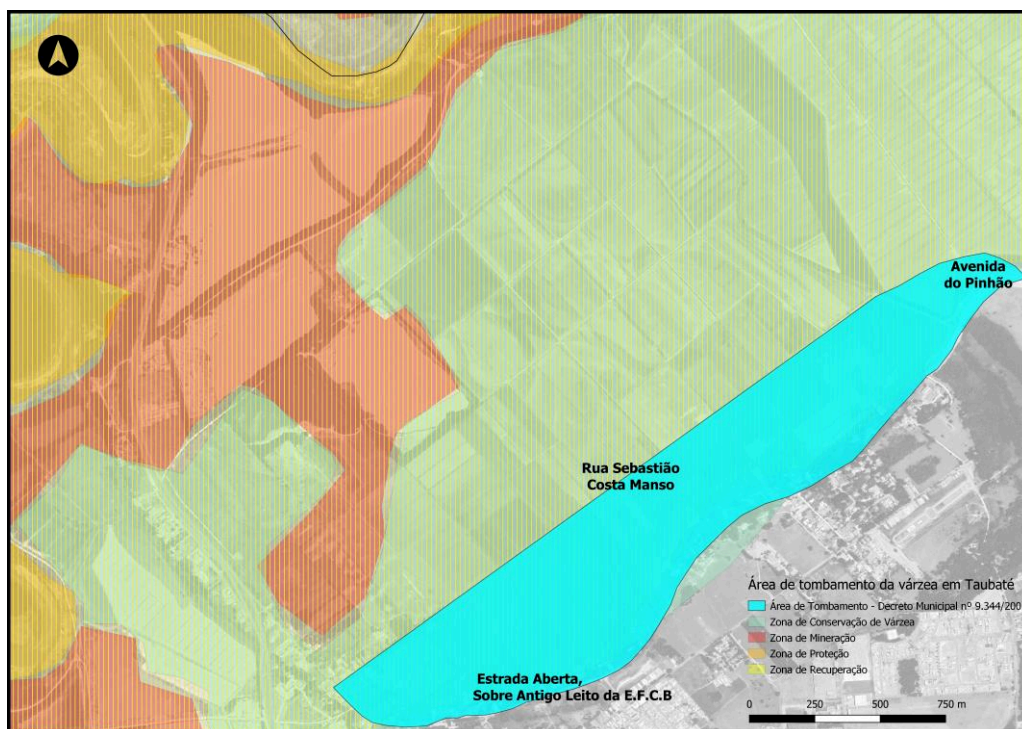 Avenida
do Pinhão
Rua Sebastião
Costa Manso
Estrada Aberta,
Sobre Antigo Leito da E.F.C.B
Área de tombamento da várzea em Taubaté
Área de Tombamento - Decreto Municipal nº 9.344/200
Zona de Conservação de Várzea
Zona de Mineração
Zona de Proteção
Zona de Recuperação
0 250 500 750 m